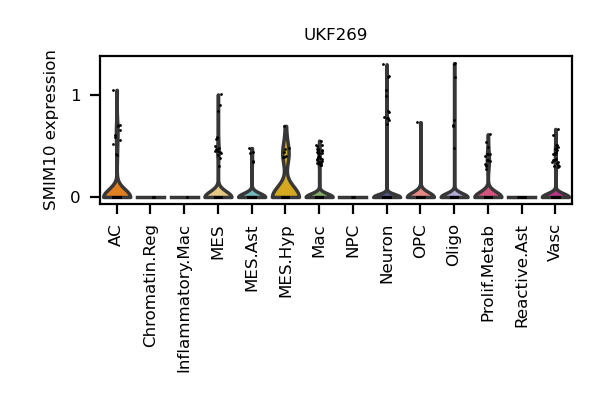 UKF269
SMIM10 expression
1
0
AC
Chromatin.Reg
Inflammatory.Mac
MES
MES.Ast
MES.Hyp
Mac
NPC
Neuron
OPC
Oligo
Prolif.Metab
Reactive.Ast
Vasc